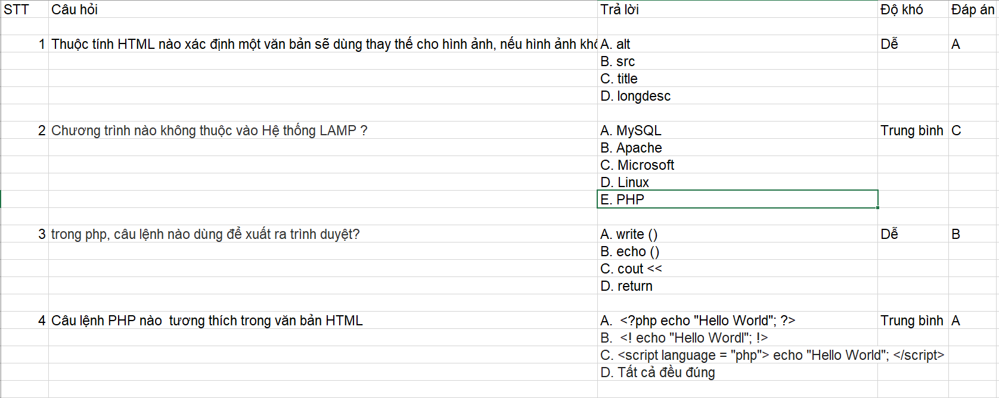 STT Câu hỏi Trả lời Độ khó Đáp án
1 Thuộc tính HTML nào xác định một văn bản sẽ dùng thay thế cho hình ảnh, nếu hình ảnh A. alt Dễ A
B. src
C. title
D. longdesc
2 Chương trình nào không thuộc vào Hệ thống LAMP ? A. MySQL Trung bình C
B. Apache
C. Microsoft
D. Linux
E. PHP
3 trong php, câu lệnh nào dùng để xuất ra trình duyệt? A. write () Dễ B
B. echo ()
C. cout <<
D. return
4 Câu lệnh PHP nào  tương thích trong văn bản HTML A.  <?php echo "Hello World"; ?> Trung bình A
B.  <! echo "Hello Wordl"; !>
C. <script language = "php"> echo "Hello World"; </script>
D. Tất cả đều đúng